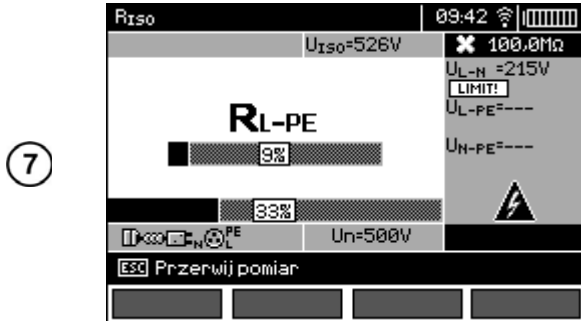 7
RISO 09:42
UISO=526V ✖ 100.0MΩ
UL-N =215V
LIMIT!
UL-PE=---
RL-PE
UN-PE=---
9%
33%
N PE L Un=500V
ESC Przerwij pomiar